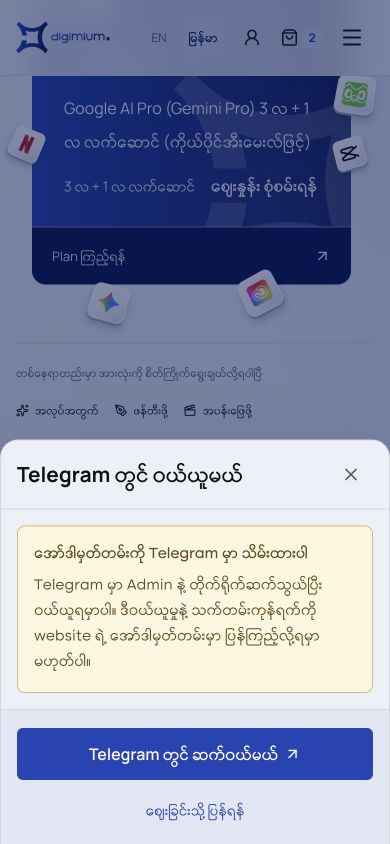 digimium.
EN မြန်မာ 2
Google AI Pro (Gemini Pro) 3 လ + 1
လ လက်ဆောင် (ကိုယ်ပိုင်အီးမေးလ်ဖြင့်)
3 လ + 1 လ လက်ဆောင် ဈေးနှုန်း စုံစမ်းရန်
Plan ကြည့်ရန်
တစ်နေရာတည်းမှာ အားလုံးကို စိတ်ကြိုက်ရွေးချယ်လို့ရပါပြီ
အလုပ်အတွက် ဖန်တီးဖို့ အပန်းဖြေဖို့
Telegram တွင် ဝယ်ယူမယ်
အော်ဒါမှတ်တမ်းကို Telegram မှာ သိမ်းထားပါ
Telegram မှာ Admin နဲ့ တိုက်ရိုက်ဆက်သွယ်ပြီး
ဝယ်ယူရမှာပါ။ ဒီဝယ်ယူမှုနဲ့ သက်တမ်းကုန်ရက်ကို
website ရဲ့ အော်ဒါမှတ်တမ်းမှာ ပြန်ကြည့်လို့ရမှာ
မဟုတ်ပါ။
Telegram တွင် ဆက်ဝယ်မယ်
ဈေးခြင်းသို့ ပြန်ရန်